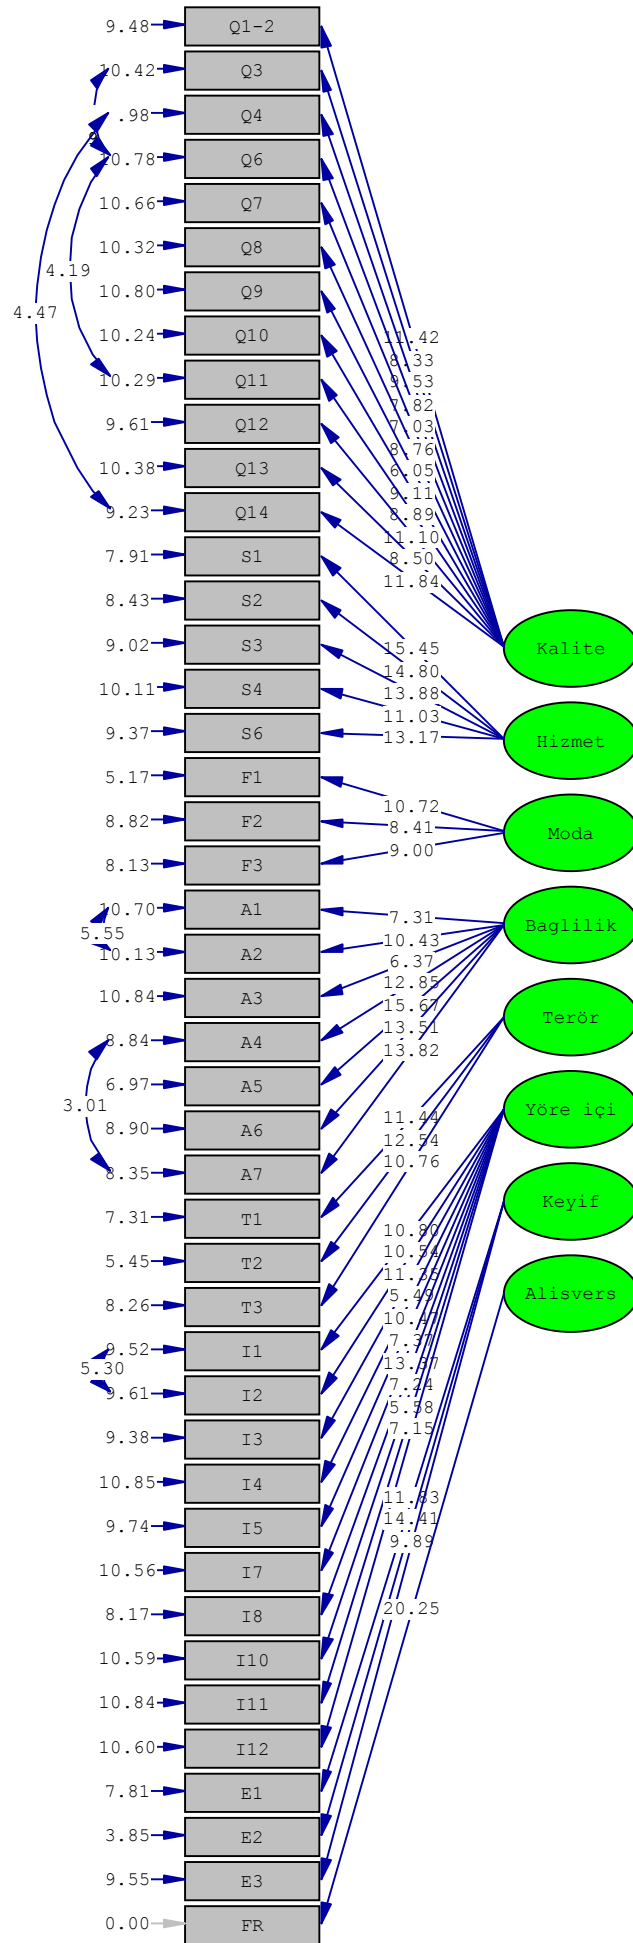 9.48 Q1-2
10.42 Q3
.98 Q4
10.78 Q6
10.66 Q7
10.32 Q8
4.19
10.80 Q9
4.47
10.24 Q10
11.42
8.33
10.29 Q11
9.53
7.82
9.61 Q12
7.03
8.76
10.38 Q13
6.05
9.11
9.23 Q14
8.89
11.10
7.91 S1
8.50
11.84
8.43 S2
9.02 S3
15.45 Kalite
14.80
10.11 S4
13.88
11.03
9.37 S6
13.17 Hizmet
5.17 F1
10.72
8.82 F2
8.41 Moda
9.00
8.13 F3
10.70 A1
7.31 Baglilik
5.55
10.43
10.13 A2
6.37
12.85
10.84 A3
15.67
13.51 Terör
8.84 A4
13.82
6.97 A5
3.01
Yöre içi
11.44
8.90 A6
12.54
10.76
8.35 A7
Keyif
7.31 T1
10.80
10.54
5.45 T2
11.35
5.49 Alisvers
8.26 T3
10.47
7.37
9.52 I1
13.37
5.30
7.24
9.61 I2
5.58
7.15
9.38 I3
10.85 I4
11.83
14.41
9.74 I5
9.89
10.56 I7
20.25
8.17 I8
10.59 I10
10.84 I11
10.60 I12
7.81 E1
3.85 E2
9.55 E3
0.00 FR